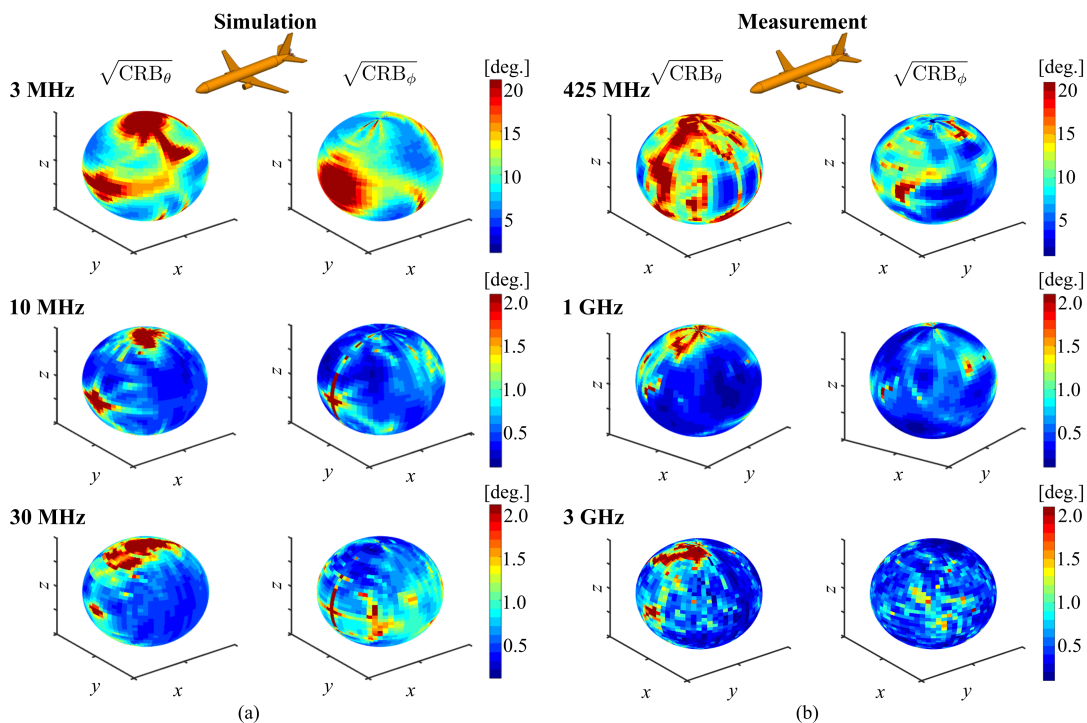 Simulation
Measurement
√CRB_θ
√CRB_ϕ
[deg.]
√CRB_θ
√CRB_ϕ
[deg.]
3 MHz
20
15
10
5
z
y
x
z
y
x
425 MHz
20
15
10
5
z
x
y
z
x
y
10 MHz
[deg.]
2.0
1.5
1.0
0.5
z
y
x
z
y
x
1 GHz
[deg.]
2.0
1.5
1.0
0.5
z
x
y
z
x
y
30 MHz
[deg.]
2.0
1.5
1.0
0.5
z
y
x
z
y
x
3 GHz
[deg.]
2.0
1.5
1.0
0.5
z
x
y
z
x
y
(a)
(b)